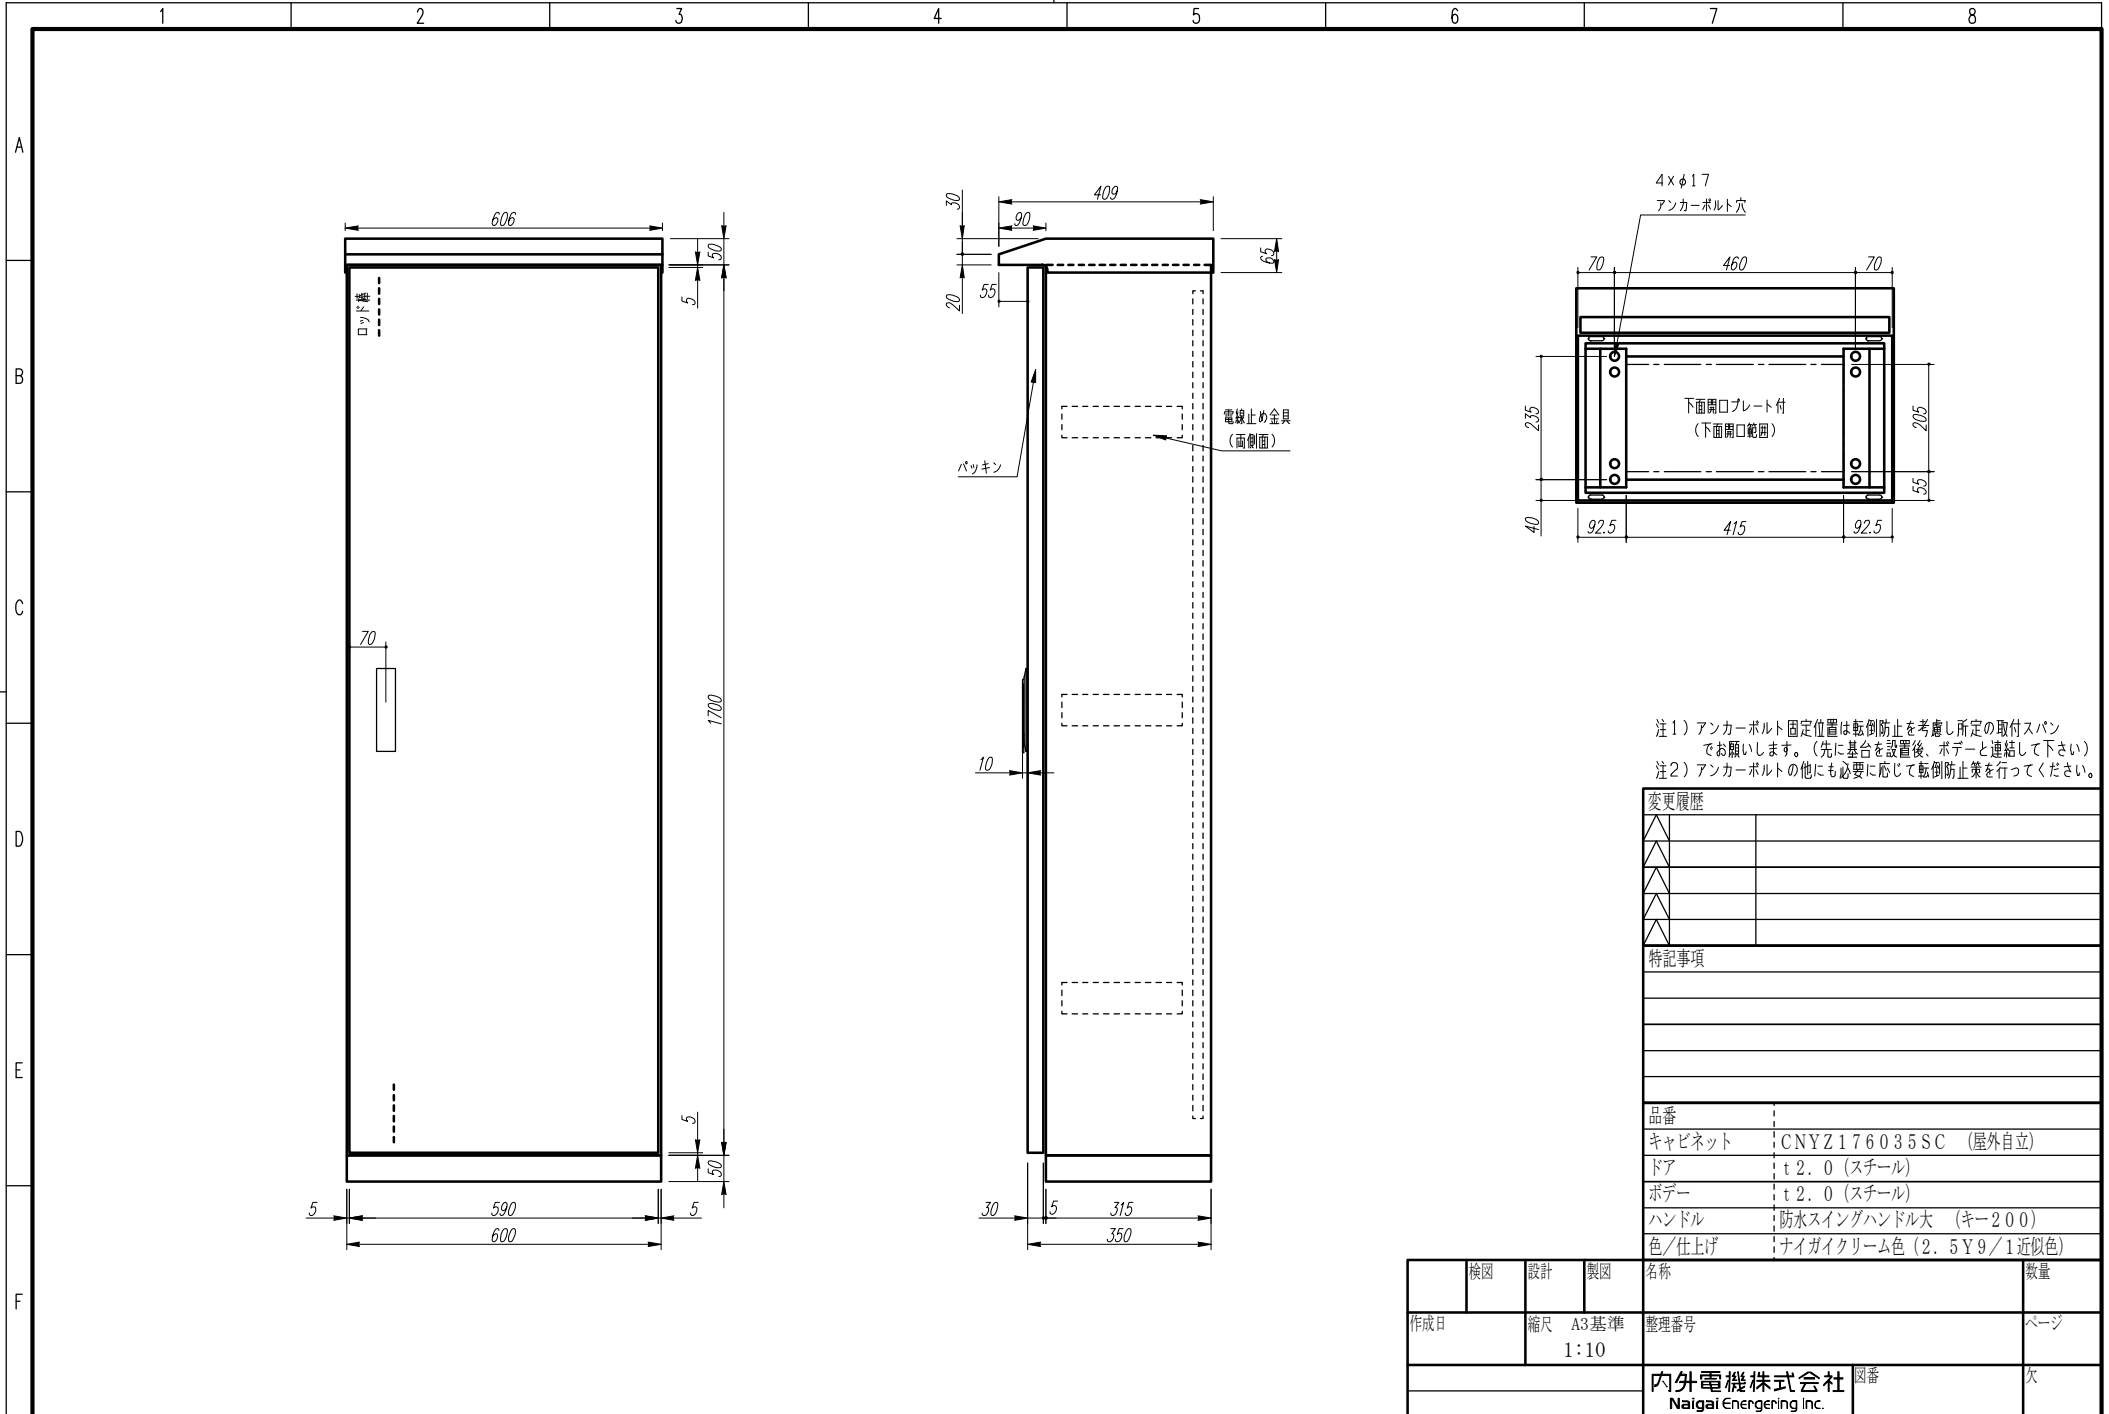 1 2 3 4 5 6 7 8
A
B
C
D
E
F
606
50
5
ロッド棒
70
1700
5
50
5 590 5
600
409
30
90
20
55
65
電線止め金具
(両側面)
パッキン
10
30 5 315
350
4×φ17
アンカーボルト穴
70 460 70
235
下面開口プレート付
(下面開口範囲)
205
55
40
92.5 415 92.5
注1)アンカーボルト固定位置は転倒防止を考慮し所定の取付スパン
でお願いします。(先に基台を設置後、ボデーと連結して下さい)
注2)アンカーボルトの他にも必要に応じて転倒防止策を行ってください。
変更履歴
特記事項
品番
キャビネット CNYZ176035SC (屋外自立)
ドア t2.0(スチール)
ボデー t2.0(スチール)
ハンドル 防水スイングハンドル大 (キー200)
色/仕上げ ナイガイクリーム色(2.5Y9/1近似色)
検図 設計 製図 名称 数量
作成日 縮尺 A3基準 整理番号 ページ
1:10
内外電機株式会社 図番 欠
Naigai Energering Inc.